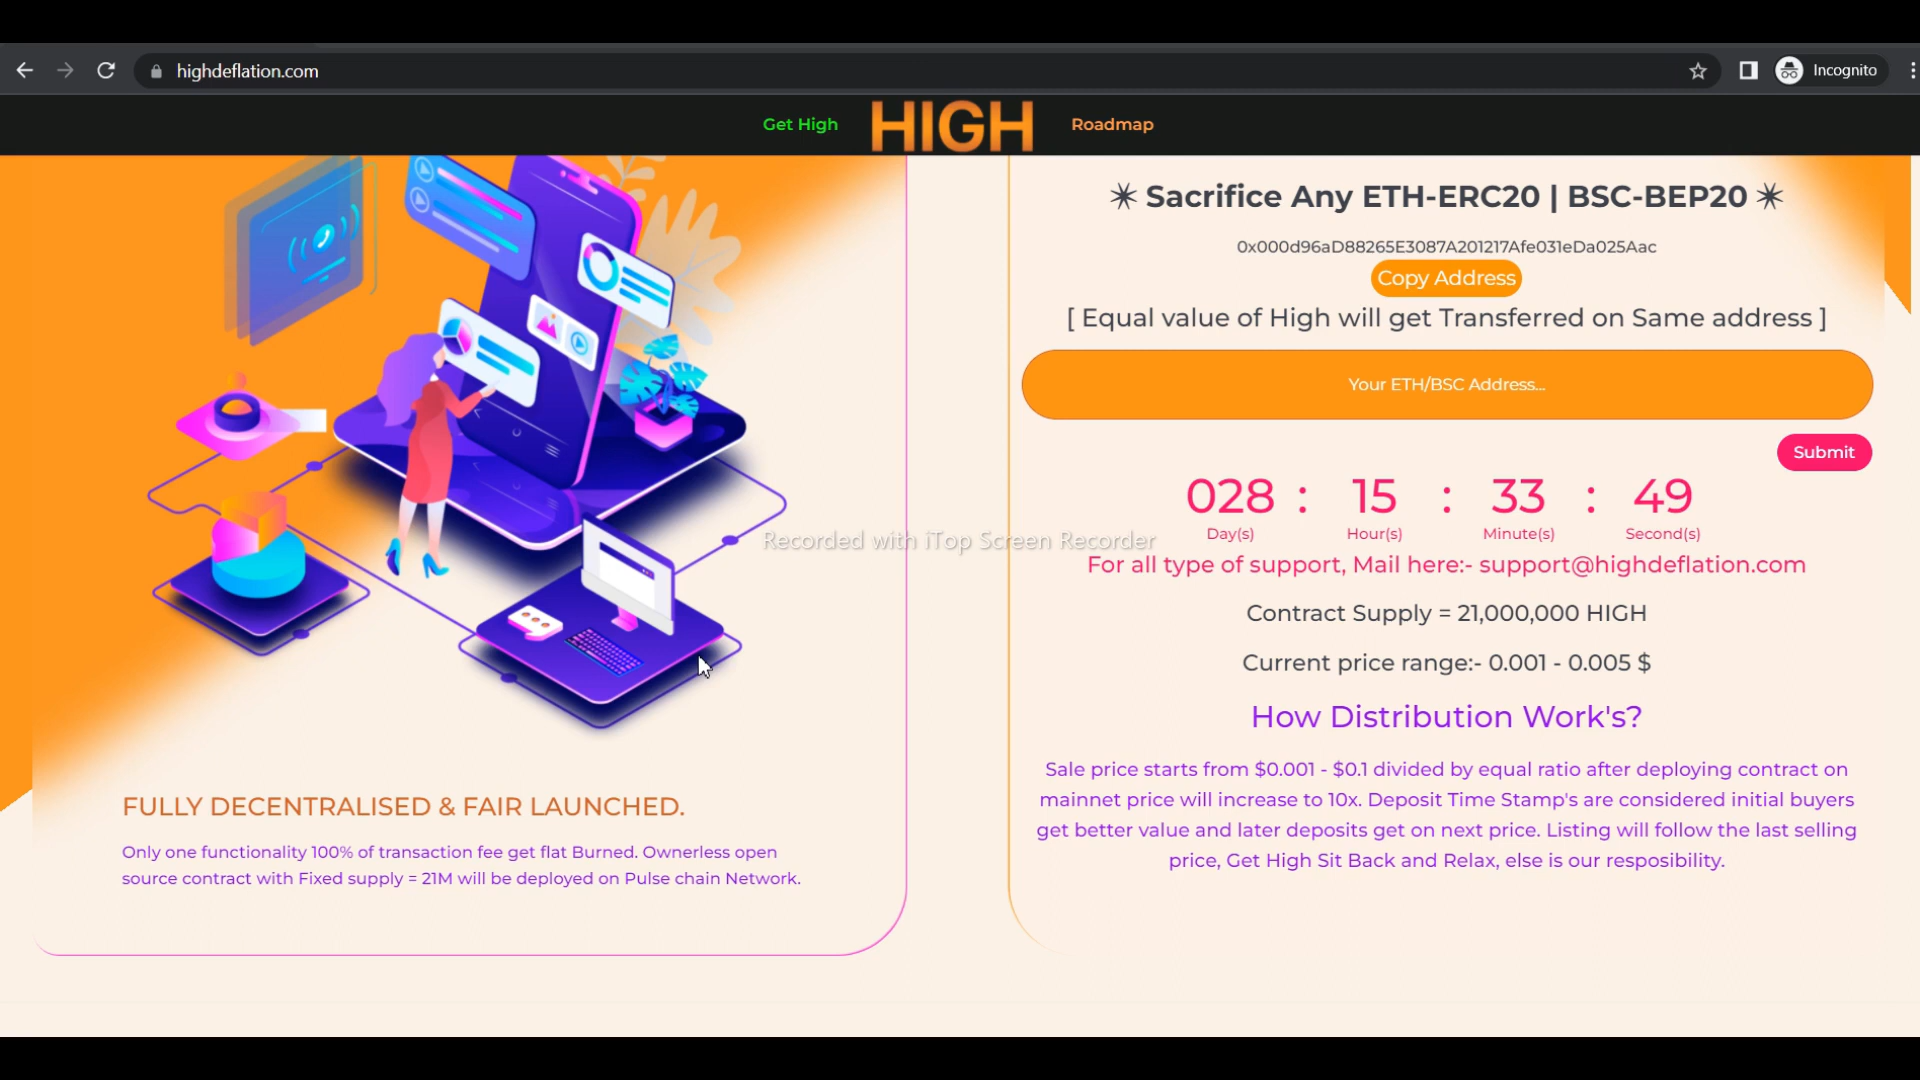 highdeflation.com
Incognito
Get High
HIGH
Roadmap
✴ Sacrifice Any ETH-ERC20 | BSC-BEP20 ✴
0x000d96aD88265E3087A201217Afe031eDa025Aac
Copy Address
[ Equal value of High will get Transferred on Same address ]
Your ETH/BSC Address...
Submit
028 : 15 : 33 : 49
Day(s) Hour(s) Minute(s) Second(s)
Recorded with iTop Screen Recorder
For all type of support, Mail here:- support@highdeflation.com
Contract Supply = 21,000,000 HIGH
Current price range:- 0.001 - 0.005 $
How Distribution Work's?
Sale price starts from $0.001 - $0.1 divided by equal ratio after deploying contract on
mainnet price will increase to 10x. Deposit Time Stamp's are considered initial buyers
get better value and later deposits get on next price. Listing will follow the last selling
price, Get High Sit Back and Relax, else is our resposibility.
FULLY DECENTRALISED & FAIR LAUNCHED.
Only one functionality 100% of transaction fee get flat Burned. Ownerless open
source contract with Fixed supply = 21M will be deployed on Pulse chain Network.